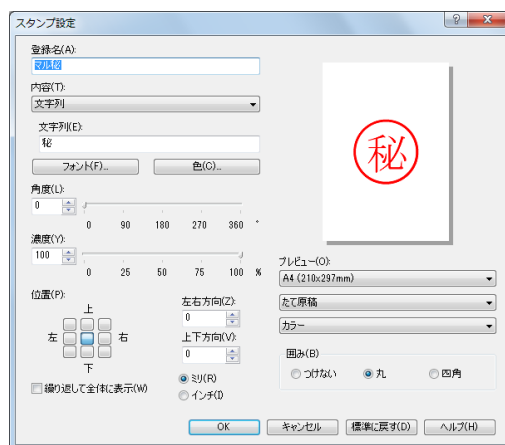 スタンプ設定
登録名(A):
マル秘
内容(T):
文字列
文字列(E):
秘
フォント(F)...
色(C)...
角度(L):
0
0 90 180 270 360 °
濃度(Y):
100
0 25 50 75 100 %
位置(P):
上
左
右
下
左右方向(Z):
0
上下方向(V):
0
繰り返して全体に表示(W)
ミリ(R)
インチ(I)
秘
プレビュー(O):
A4 (210x297mm)
たて原稿
カラー
囲み(B)
つけない 丸 四角
OK キャンセル 標準に戻す(D) ヘルプ(H)